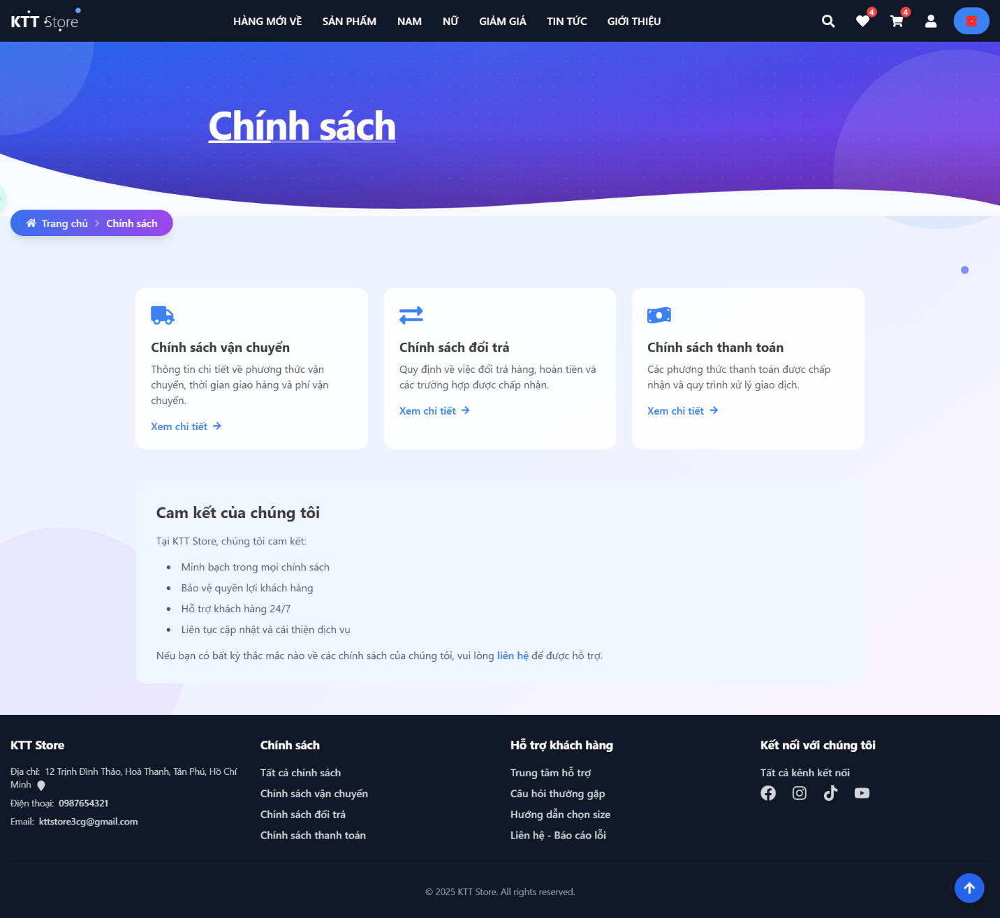 KTT Store
HÀNG MỚI VỀ SẢN PHẨM NAM NỮ GIẢM GIÁ TIN TỨC GIỚI THIỆU
4 4
Chính sách
Trang chủ Chính sách
Chính sách vận chuyển
Thông tin chi tiết về phương thức vận
chuyển, thời gian giao hàng và phí vận
chuyển.
Xem chi tiết
Chính sách đổi trả
Quy định về việc đổi trả hàng, hoàn tiền và
các trường hợp được chấp nhận.
Xem chi tiết
Chính sách thanh toán
Các phương thức thanh toán được chấp
nhận và quy trình xử lý giao dịch.
Xem chi tiết
Cam kết của chúng tôi
Tại KTT Store, chúng tôi cam kết:
Minh bạch trong mọi chính sách
Bảo vệ quyền lợi khách hàng
Hỗ trợ khách hàng 24/7
Liên tục cập nhật và cải thiện dịch vụ
Nếu bạn có bất kỳ thắc mắc nào về các chính sách của chúng tôi, vui lòng liên hệ để được hỗ trợ.
KTT Store
Địa chỉ: 12 Trịnh Đình Thảo, Hoà Thanh, Tân Phú, Hồ Chí
Minh
Điện thoại: 0987654321
Email: kttstore3cg@gmail.com
Chính sách
Tất cả chính sách
Chính sách vận chuyển
Chính sách đổi trả
Chính sách thanh toán
Hỗ trợ khách hàng
Trung tâm hỗ trợ
Câu hỏi thường gặp
Hướng dẫn chọn size
Liên hệ - Báo cáo lỗi
Kết nối với chúng tôi
Tất cả kênh kết nối
© 2025 KTT Store. All rights reserved.